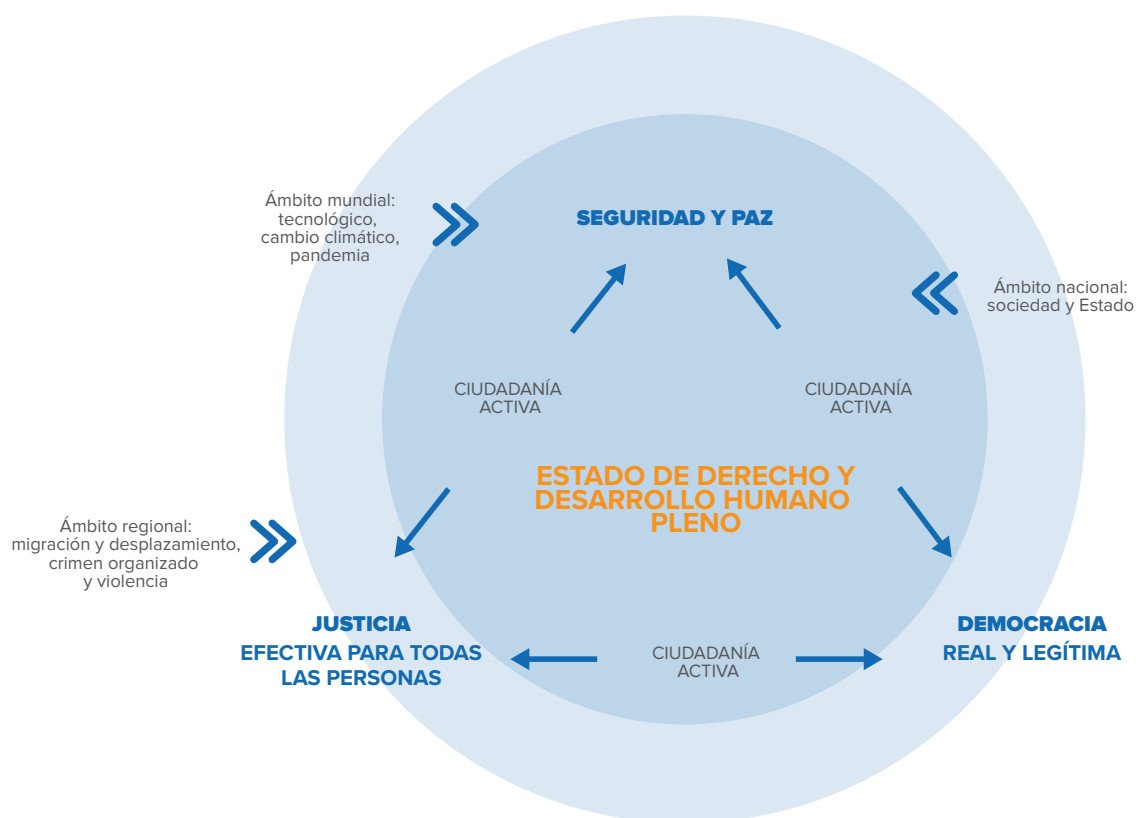 Ámbito mundial:
tecnológico,
cambio climático,
pandemia
SEGURIDAD Y PAZ
Ámbito nacional:
sociedad y Estado
CIUDADANÍA
ACTIVA
CIUDADANÍA
ACTIVA
ESTADO DE DERECHO Y
DESARROLLO HUMANO
PLENO
Ámbito regional:
migración y desplazamiento,
crimen organizado
y violencia
JUSTICIA
EFECTIVA PARA TODAS
LAS PERSONAS
CIUDADANÍA
ACTIVA
DEMOCRACIA
REAL Y LEGÍTIMA